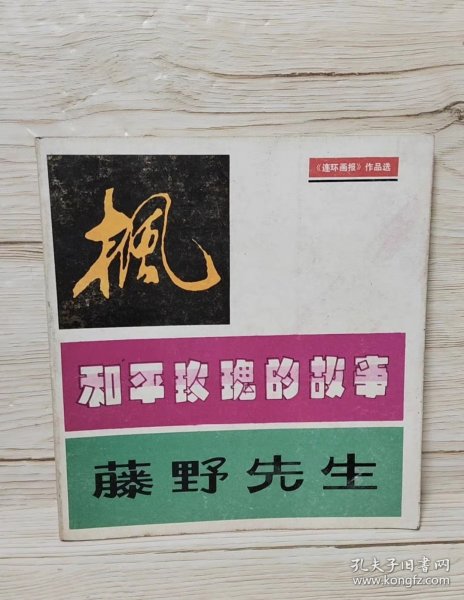 《连环画报》作品选
枫
和平玫瑰的故事
藤野先生
孔夫子旧书网
www.kongfz.com